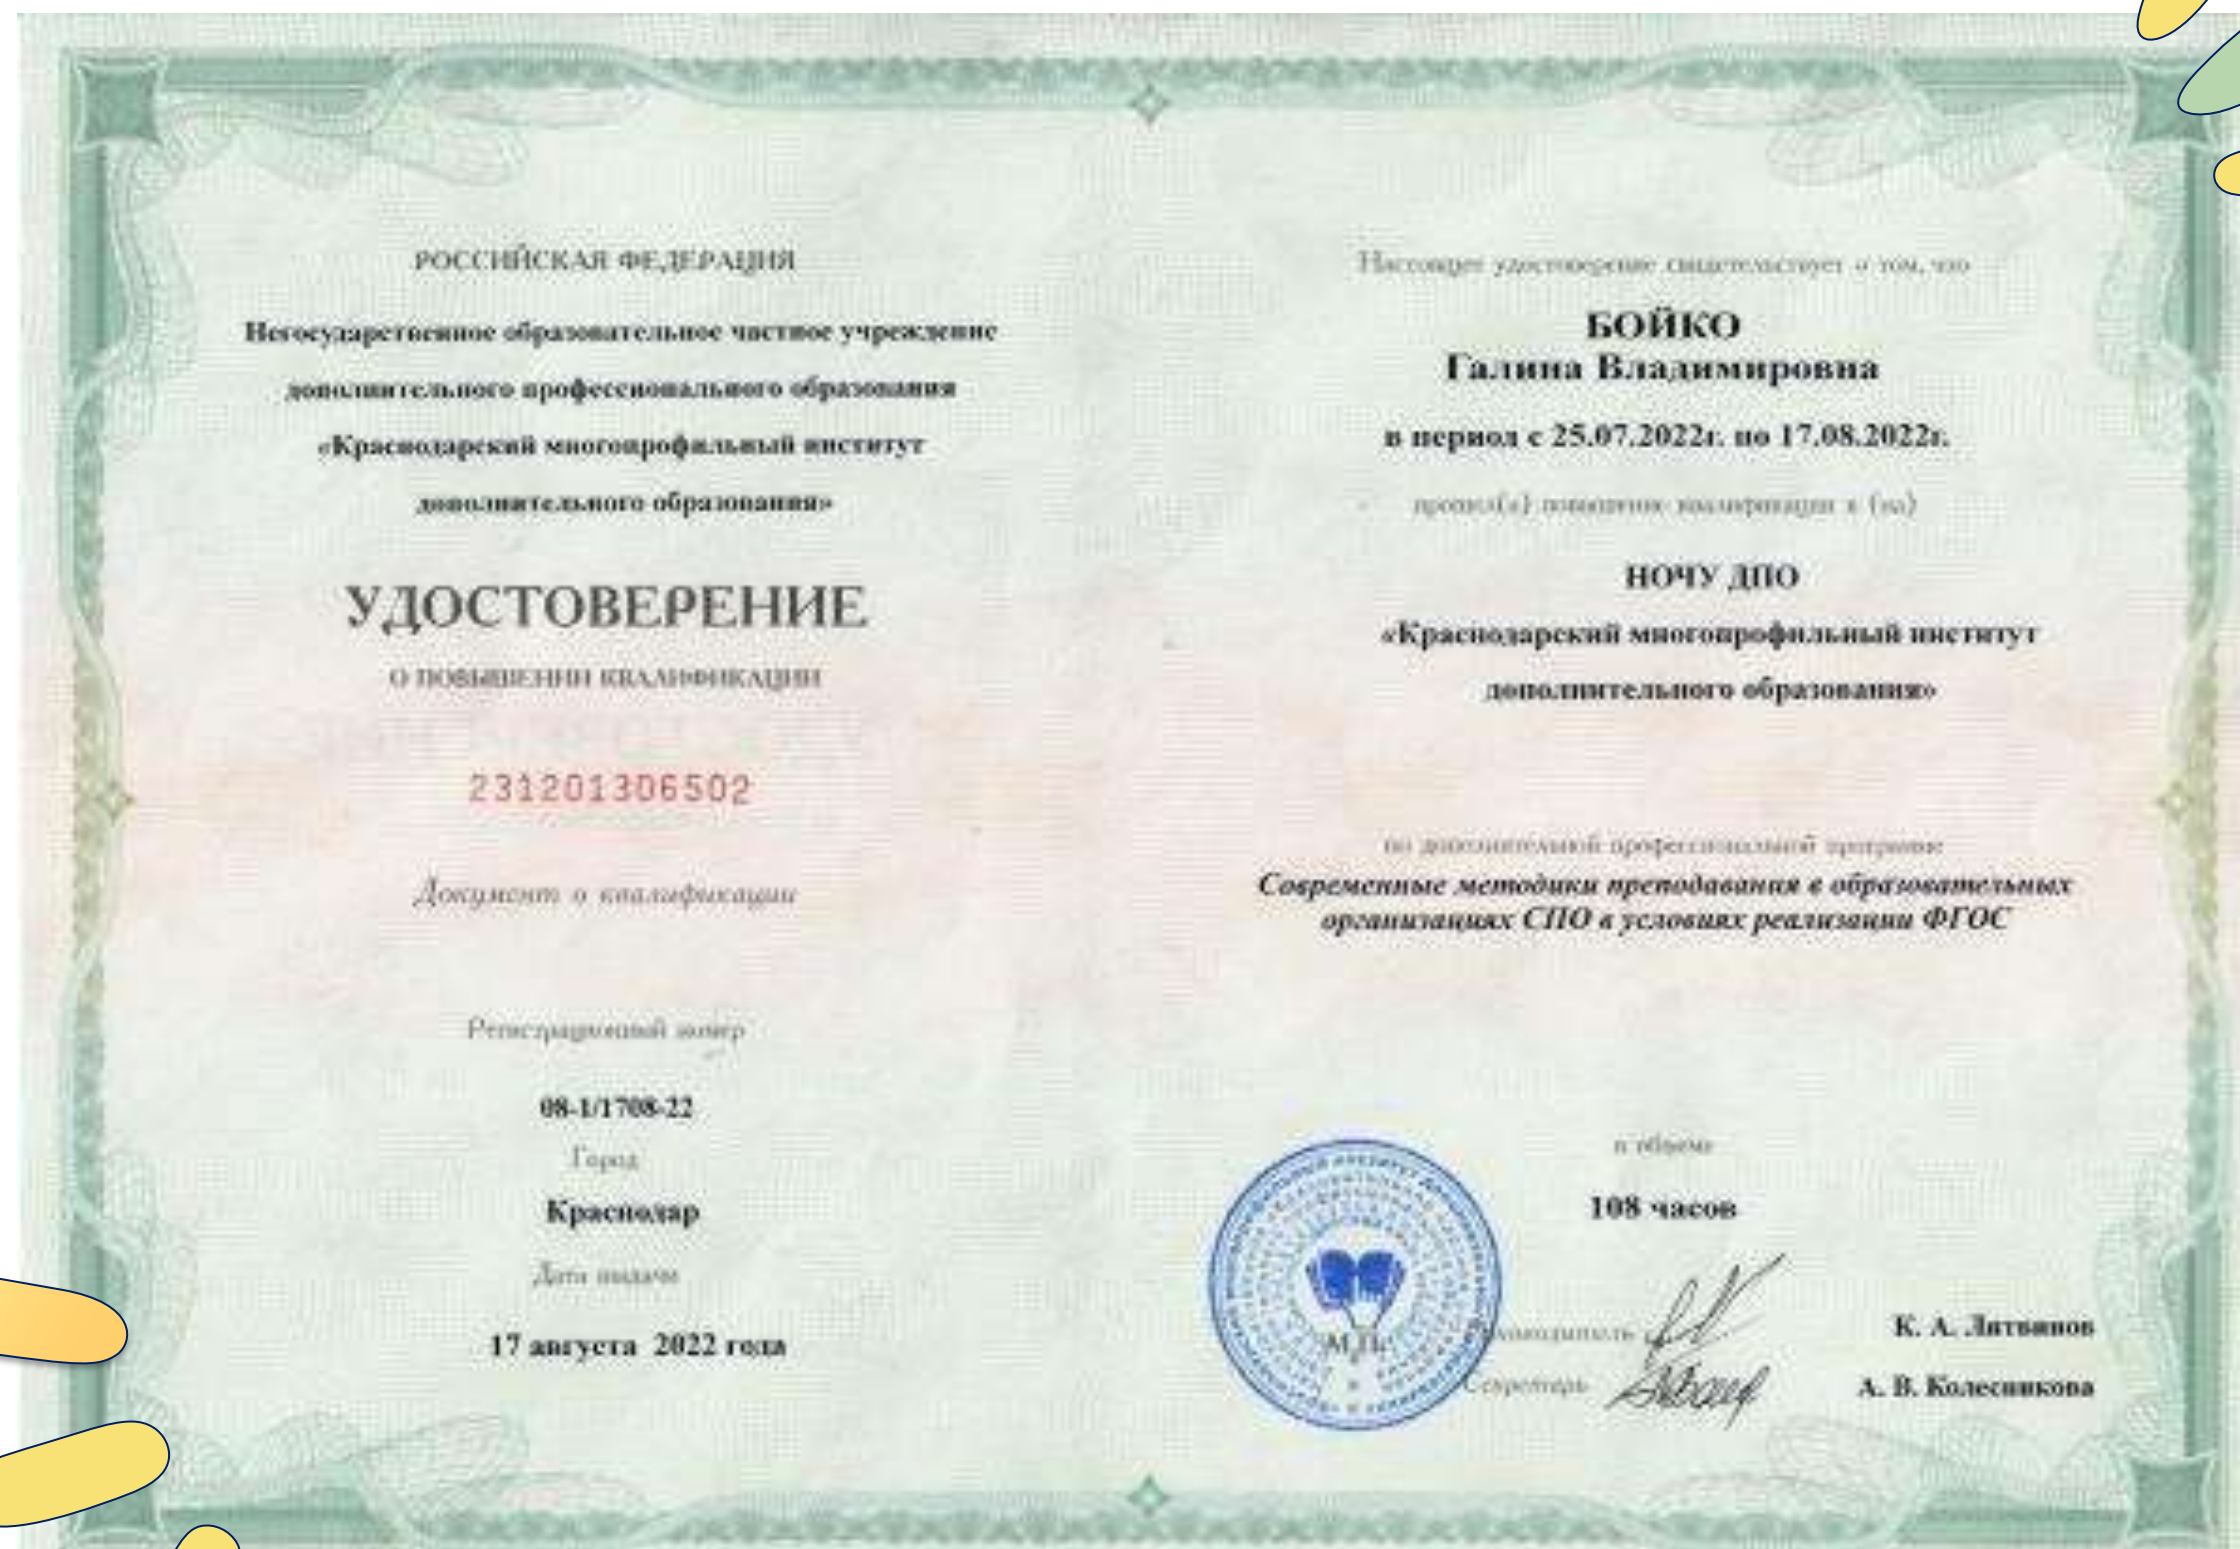 РОССИЙСКАЯ ФЕДЕРАЦИЯ
Негосударственное образовательное частное учреждение
дополнительного профессионального образования
«Краснодарский многопрофильный институт
дополнительного образования»
УДОСТОВЕРЕНИЕ
О ПОВЫШЕНИИ КВАЛИФИКАЦИИ
231201306502
Документ о квалификации
Регистрационный номер
08-1/1708-22
Город
Краснодар
Дата выдачи
17 августа 2022 года
Настоящее удостоверение свидетельствует о том, что
БОЙКО
Галина Владимировна
в период с 25.07.2022г. по 17.08.2022г.
прошел(а) повышение квалификации в (на)
НОЧУ ДПО
«Краснодарский многопрофильный институт
дополнительного образования»
по дополнительной профессиональной программе
Современные методики преподавания в образовательных
организациях СПО в условиях реализации ФГОС
в объеме
108 часов
М.П.
Руководитель
К. А. Литвинов
Секретарь
А. В. Колесникова